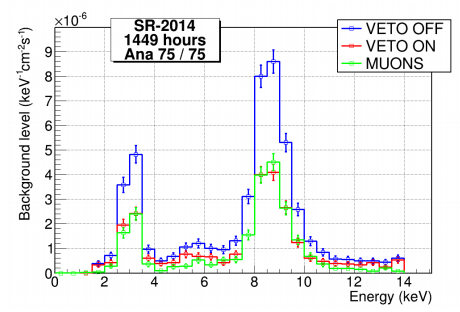 ×10⁻⁶
SR-2014
1449 hours
Ana 75 / 75
VETO OFF
VETO ON
MUONS
Background level (keV⁻¹cm⁻²s⁻¹)
9
8
7
6
5
4
3
2
1
0
0 2 4 6 8 10 12 14
Energy (keV)